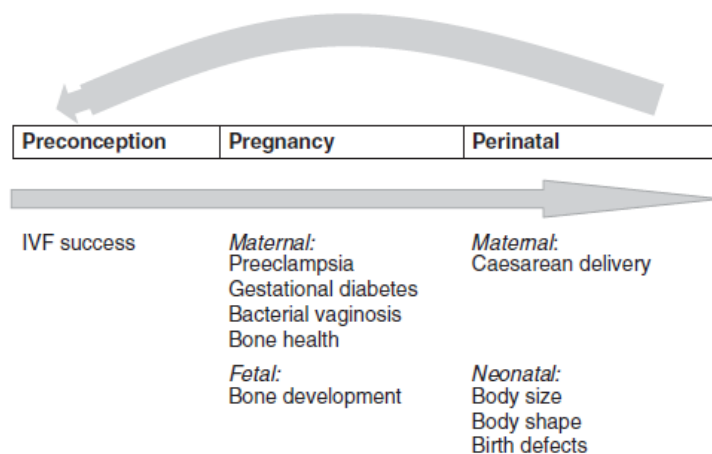 Preconception Pregnancy Perinatal
IVF success Maternal: Maternal:
Preeclampsia Caesarean delivery
Gestational diabetes
Bacterial vaginosis
Bone health
Fetal: Neonatal:
Bone development Body size
Body shape
Birth defects